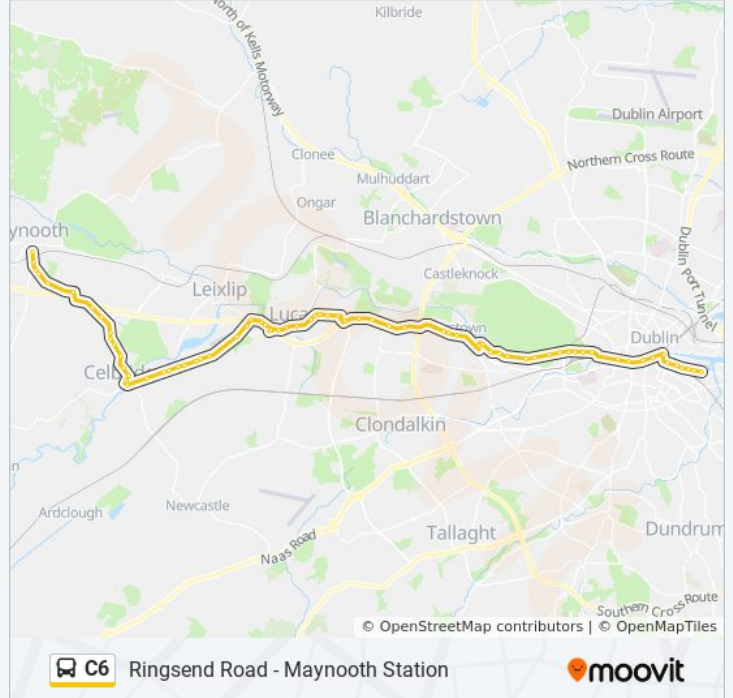 Kilbride
North of Kells Motorway
Dublin Airport
Northern Cross Route
Clonee
Mulhuddart
Ongar
Blanchardstown
ynooth
Castleknock
Dublin Port Tunnel
Leixlip
Luca
stown
Dublin
Celb
Clondalkin
Ardclough
Newcastle
Tallaght
Dundrum
Naas Road
Southern Cross Route
© OpenStreetMap contributors | © OpenMapTiles
C6 Ringsend Road - Maynooth Station
moovit